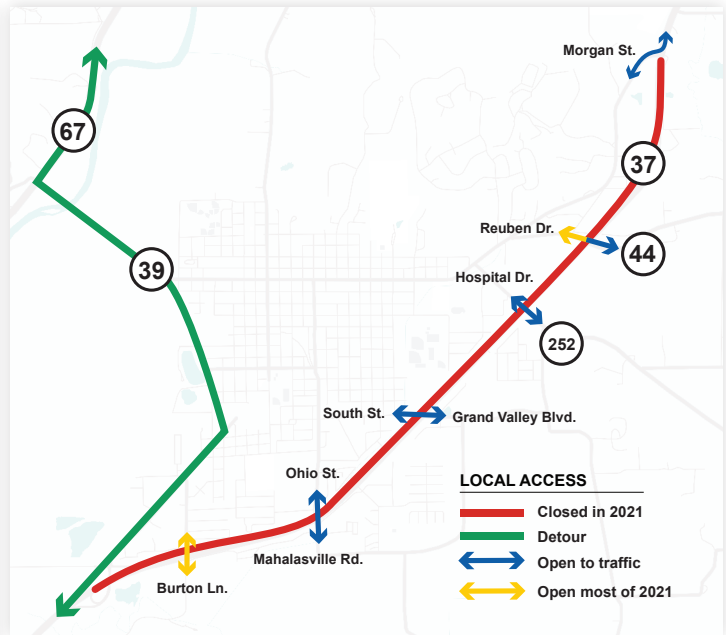 Morgan St.
67
37
Reuben Dr.
44
39
Hospital Dr.
252
South St.
Grand Valley Blvd.
Ohio St.
Mahalasville Rd.
Burton Ln.
LOCAL ACCESS
Closed in 2021
Detour
Open to traffic
Open most of 2021